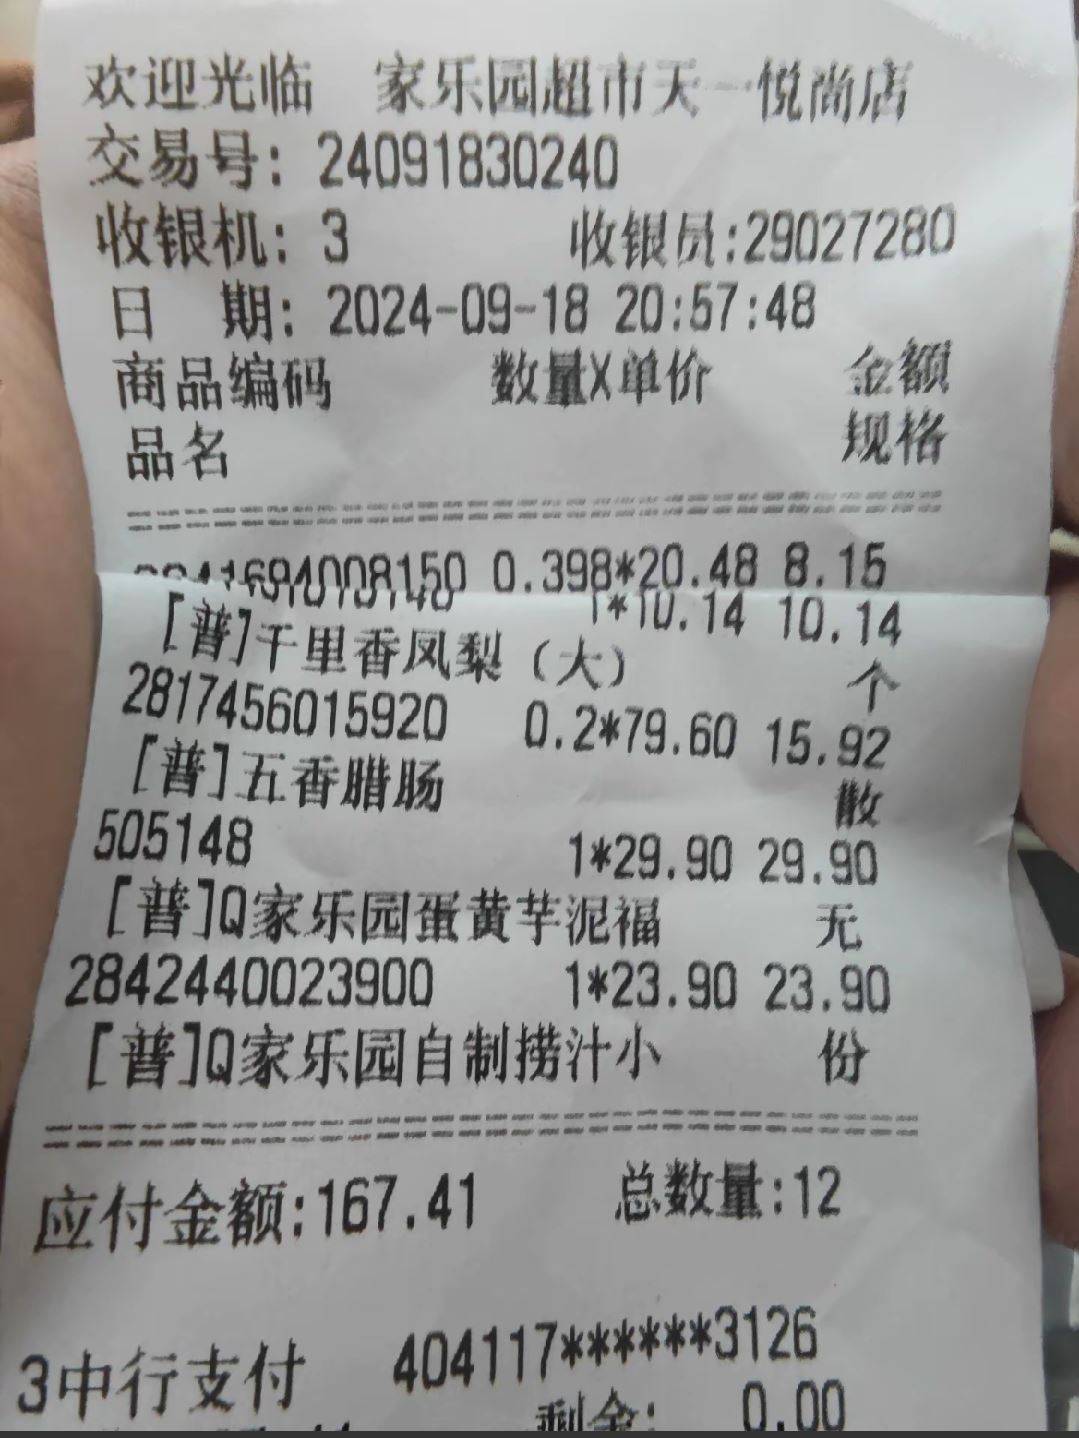 欢迎光临 家乐园超市天一悦尚店
交易号: 24091830240
收银机: 3 收银员:29027280
日 期: 2024-09-18 20:57:48
商品编码 数量X单价 金额
品名 规格
0.398*20.48 8.15
1*10.14 10.14
[普]千里香凤梨(大) 个
2817456015920 0.2*79.60 15.92
[普]五香腊肠 散
505148 1*29.90 29.90
[普]Q家乐园蛋黄芋泥福 无
2842440023900 1*23.90 23.90
[普]Q家乐园自制捞汁小 份
应付金额:167.41 总数量:12
3中行支付 404117******3126
剩余: 0.00